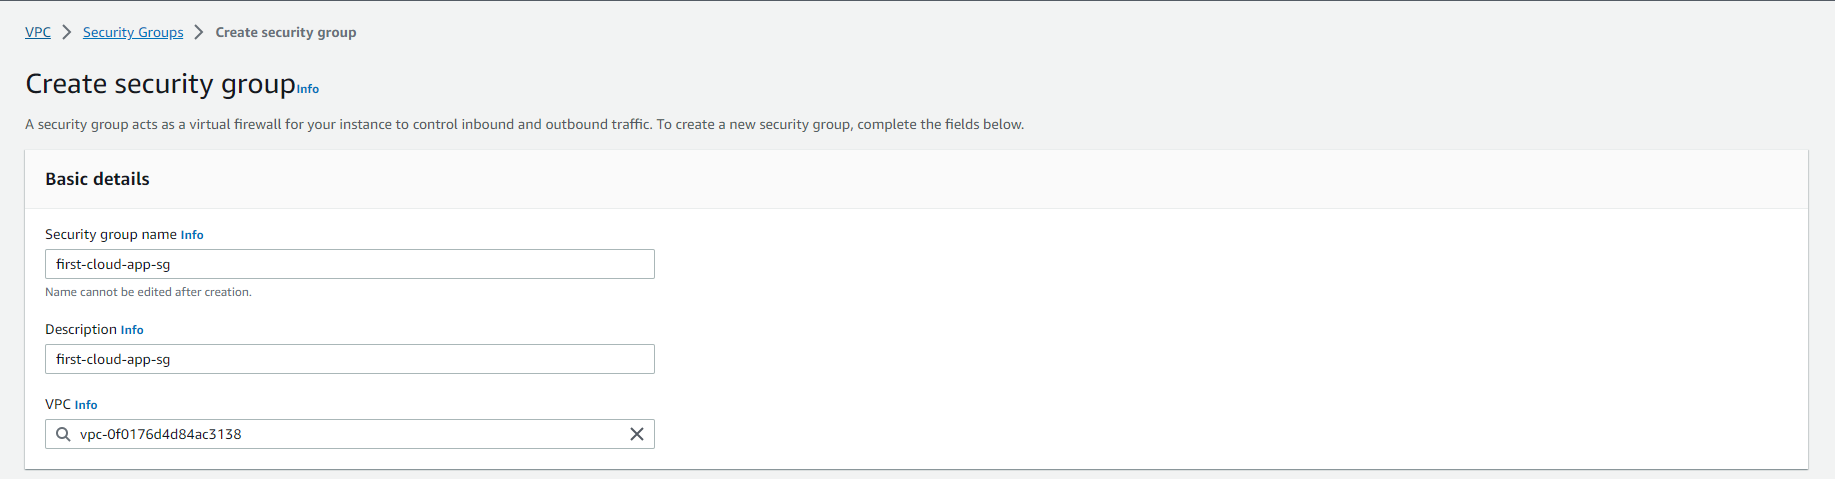 VPC > Security Groups > Create security group
Create security group Info
A security group acts as a virtual firewall for your instance to control inbound and outbound traffic. To create a new security group, complete the fields below.
Basic details
Security group name Info
first-cloud-app-sg
Name cannot be edited after creation.
Description Info
first-cloud-app-sg
VPC Info
vpc-0f0176d4d84ac3138